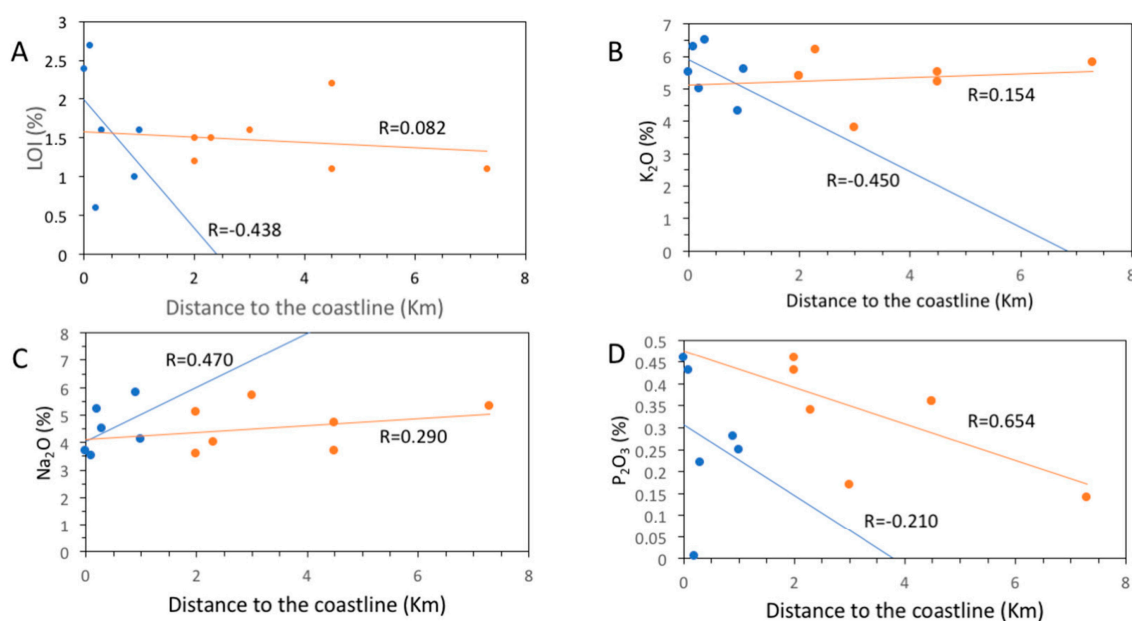 A
3
2.5
2
1.5
1
0.5
0
LOI (%)
R=0.082
R=-0.438
0 2 4 6 8
Distance to the coastline (Km)
B
7
6
5
4
3
2
1
0
K2O (%)
R=0.154
R=-0.450
0 2 4 6 8
Distance to the coastline (Km)
C
8
7
6
5
4
3
2
1
0
Na2O (%)
R=0.470
R=0.290
0 2 4 6 8
Distance to the coastline (Km)
D
0.5
0.45
0.4
0.35
0.3
0.25
0.2
0.15
0.1
0.05
0
P2O3 (%)
R=0.654
R=-0.210
0 2 4 6 8
Distance to the coastline (Km)